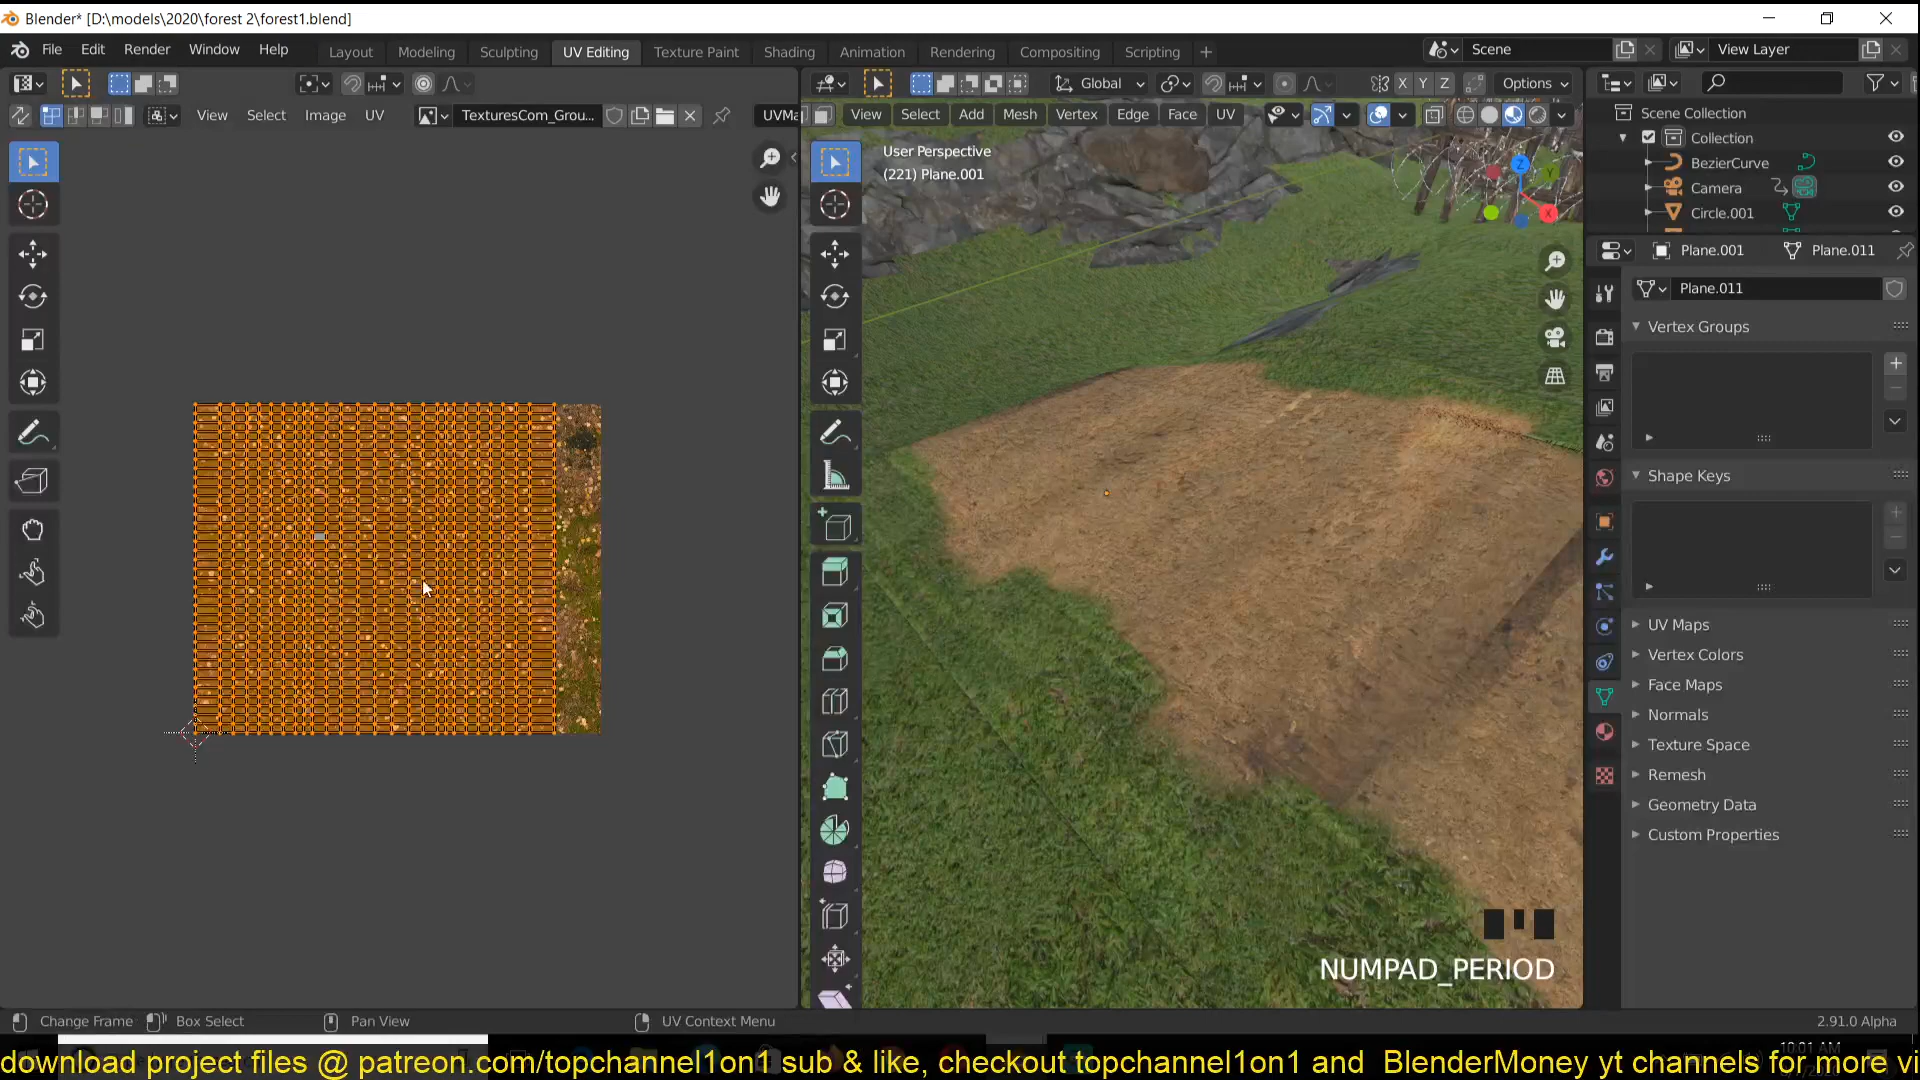 Blender* [D:\models\2020\forest 2\forest1.blend]
File Edit Render Window Help Layout Modeling Sculpting UV Editing Texture Paint Shading Animation Rendering Compositing Scripting + Scene View Layer
Global X Y Z Options
View Select Image UV TexturesCom_Grou... UVMa View Select Add Mesh Vertex Edge Face UV
Scene Collection
Collection
BezierCurve
Camera
Circle.001
User Perspective
(221) Plane.001
Z Y X
Plane.001 Plane.011
Plane.011
Vertex Groups
Shape Keys
UV Maps
Vertex Colors
Face Maps
Normals
Texture Space
Remesh
Geometry Data
Custom Properties
NUMPAD_PERIOD
Change Frame Box Select Pan View UV Context Menu 2.91.0 Alpha
10:01 AM
download project files @ patreon.com/topchannel1on1 sub & like, checkout topchannel1on1 and BlenderMoney yt channels for more vi